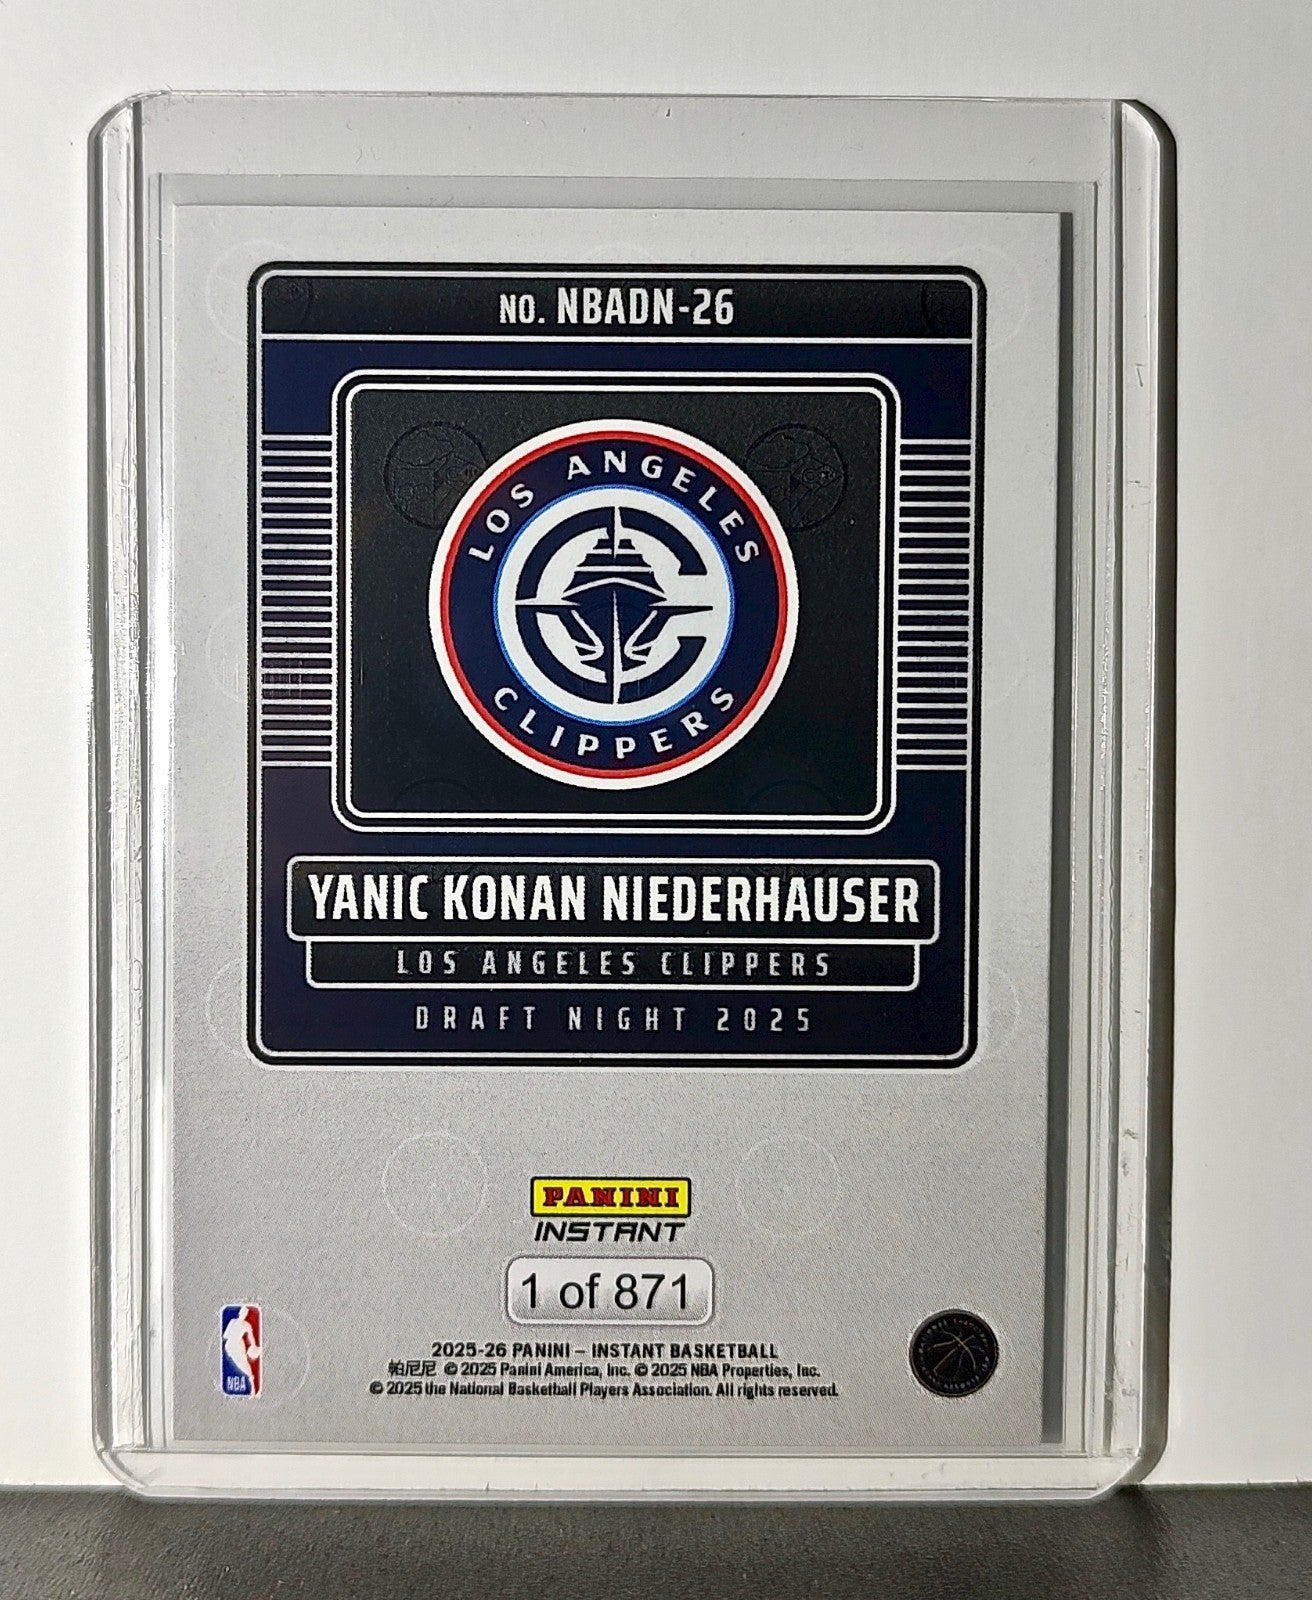 NO. NBADN-26
LOS ANGELES
CLIPPERS
YANIC KONAN NIEDERHAUSER
LOS ANGELES CLIPPERS
DRAFT NIGHT 2025
PANINI
INSTANT
1 of 871
2025-26 PANINI – INSTANT BASKETBALL
帕尼尼 © 2025 Panini America, Inc. © 2025 NBA Properties, Inc.
© 2025 the National Basketball Players Association. All rights reserved.
NBA